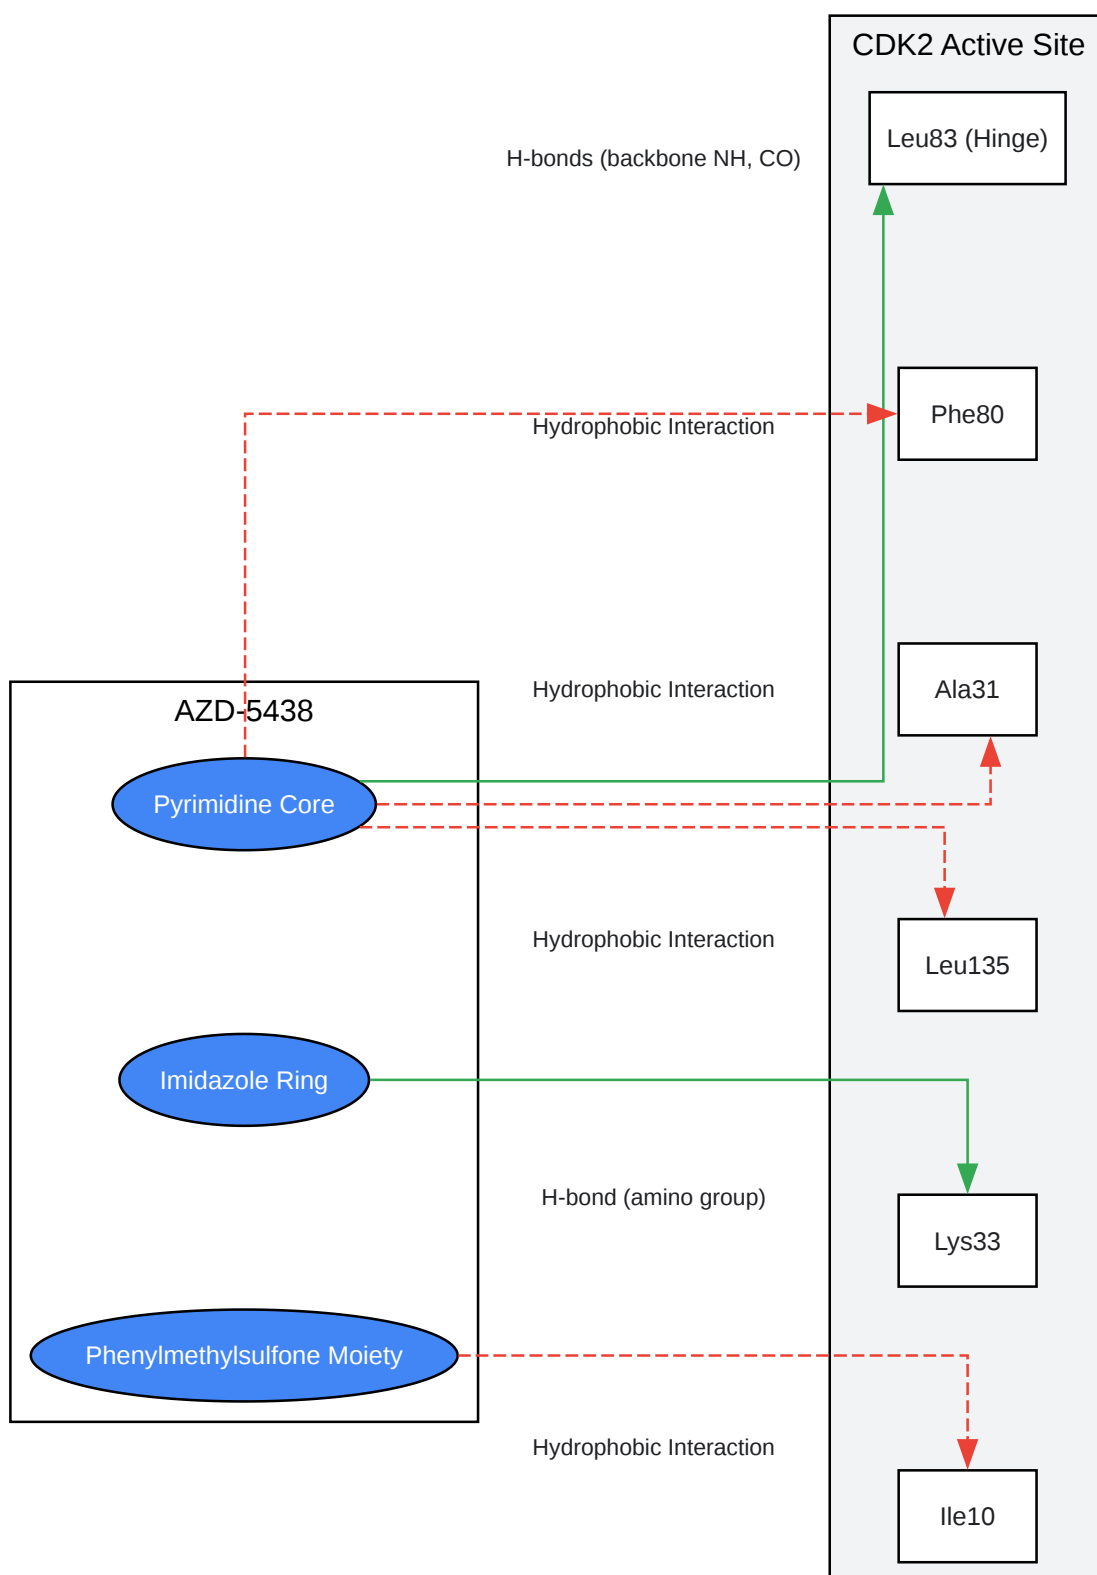 CDK2 Active Site
Leu83 (Hinge)
H-bonds (backbone NH, CO)
Phe80
Hydrophobic Interaction
Hydrophobic Interaction
Ala31
AZD-5438
Pyrimidine Core
Hydrophobic Interaction
Leu135
Imidazole Ring
H-bond (amino group)
Lys33
Phenylmethylsulfone Moiety
Hydrophobic Interaction
Ile10